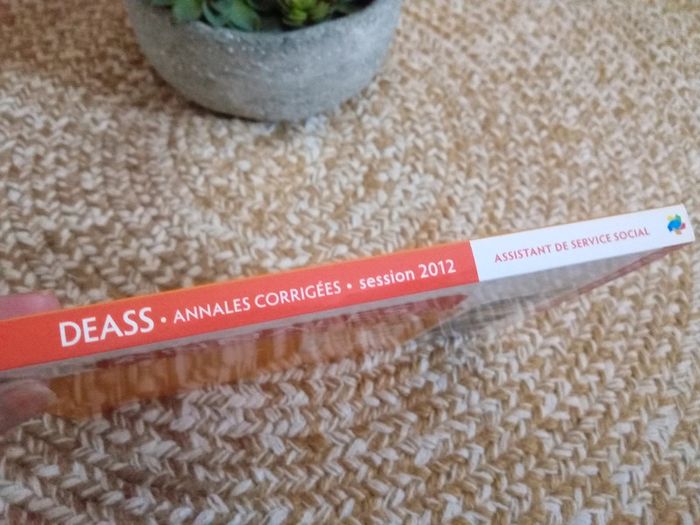 DEASS • ANNALES CORRIGÉES • session 2012 ASSISTANT DE SERVICE SOCIAL